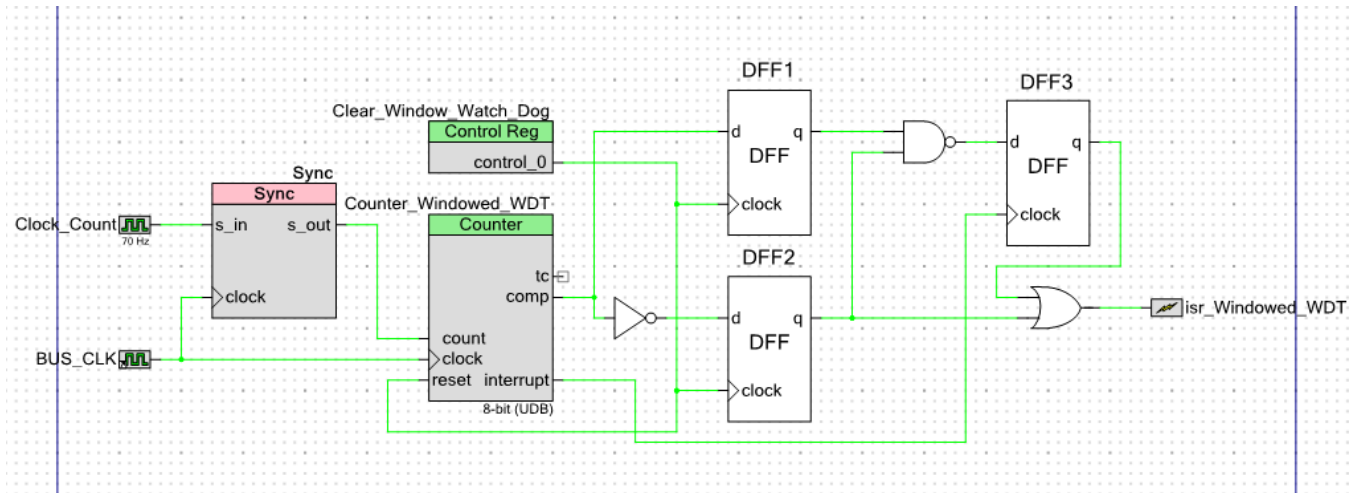 DFF1
DFF3
Clear_Window_Watch_Dog
Control Reg
control_0
d
q
DFF
clock
d
q
DFF
clock
Sync
Sync
s_in
s_out
clock
Clock_Count
70 Hz
BUS_CLK
Counter_Windowed_WDT
Counter
tc
comp
count
clock
reset
interrupt
8-bit (UDB)
DFF2
d
q
DFF
clock
isr_Windowed_WDT